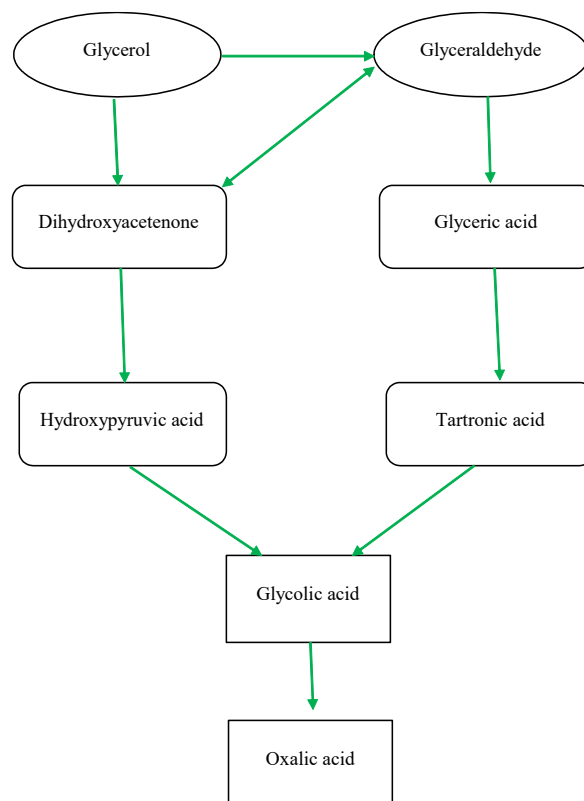 Glycerol
Glyceraldehyde
Dihydroxyacetenone
Glyceric acid
Hydroxypyruvic acid
Tartronic acid
Glycolic acid
Oxalic acid